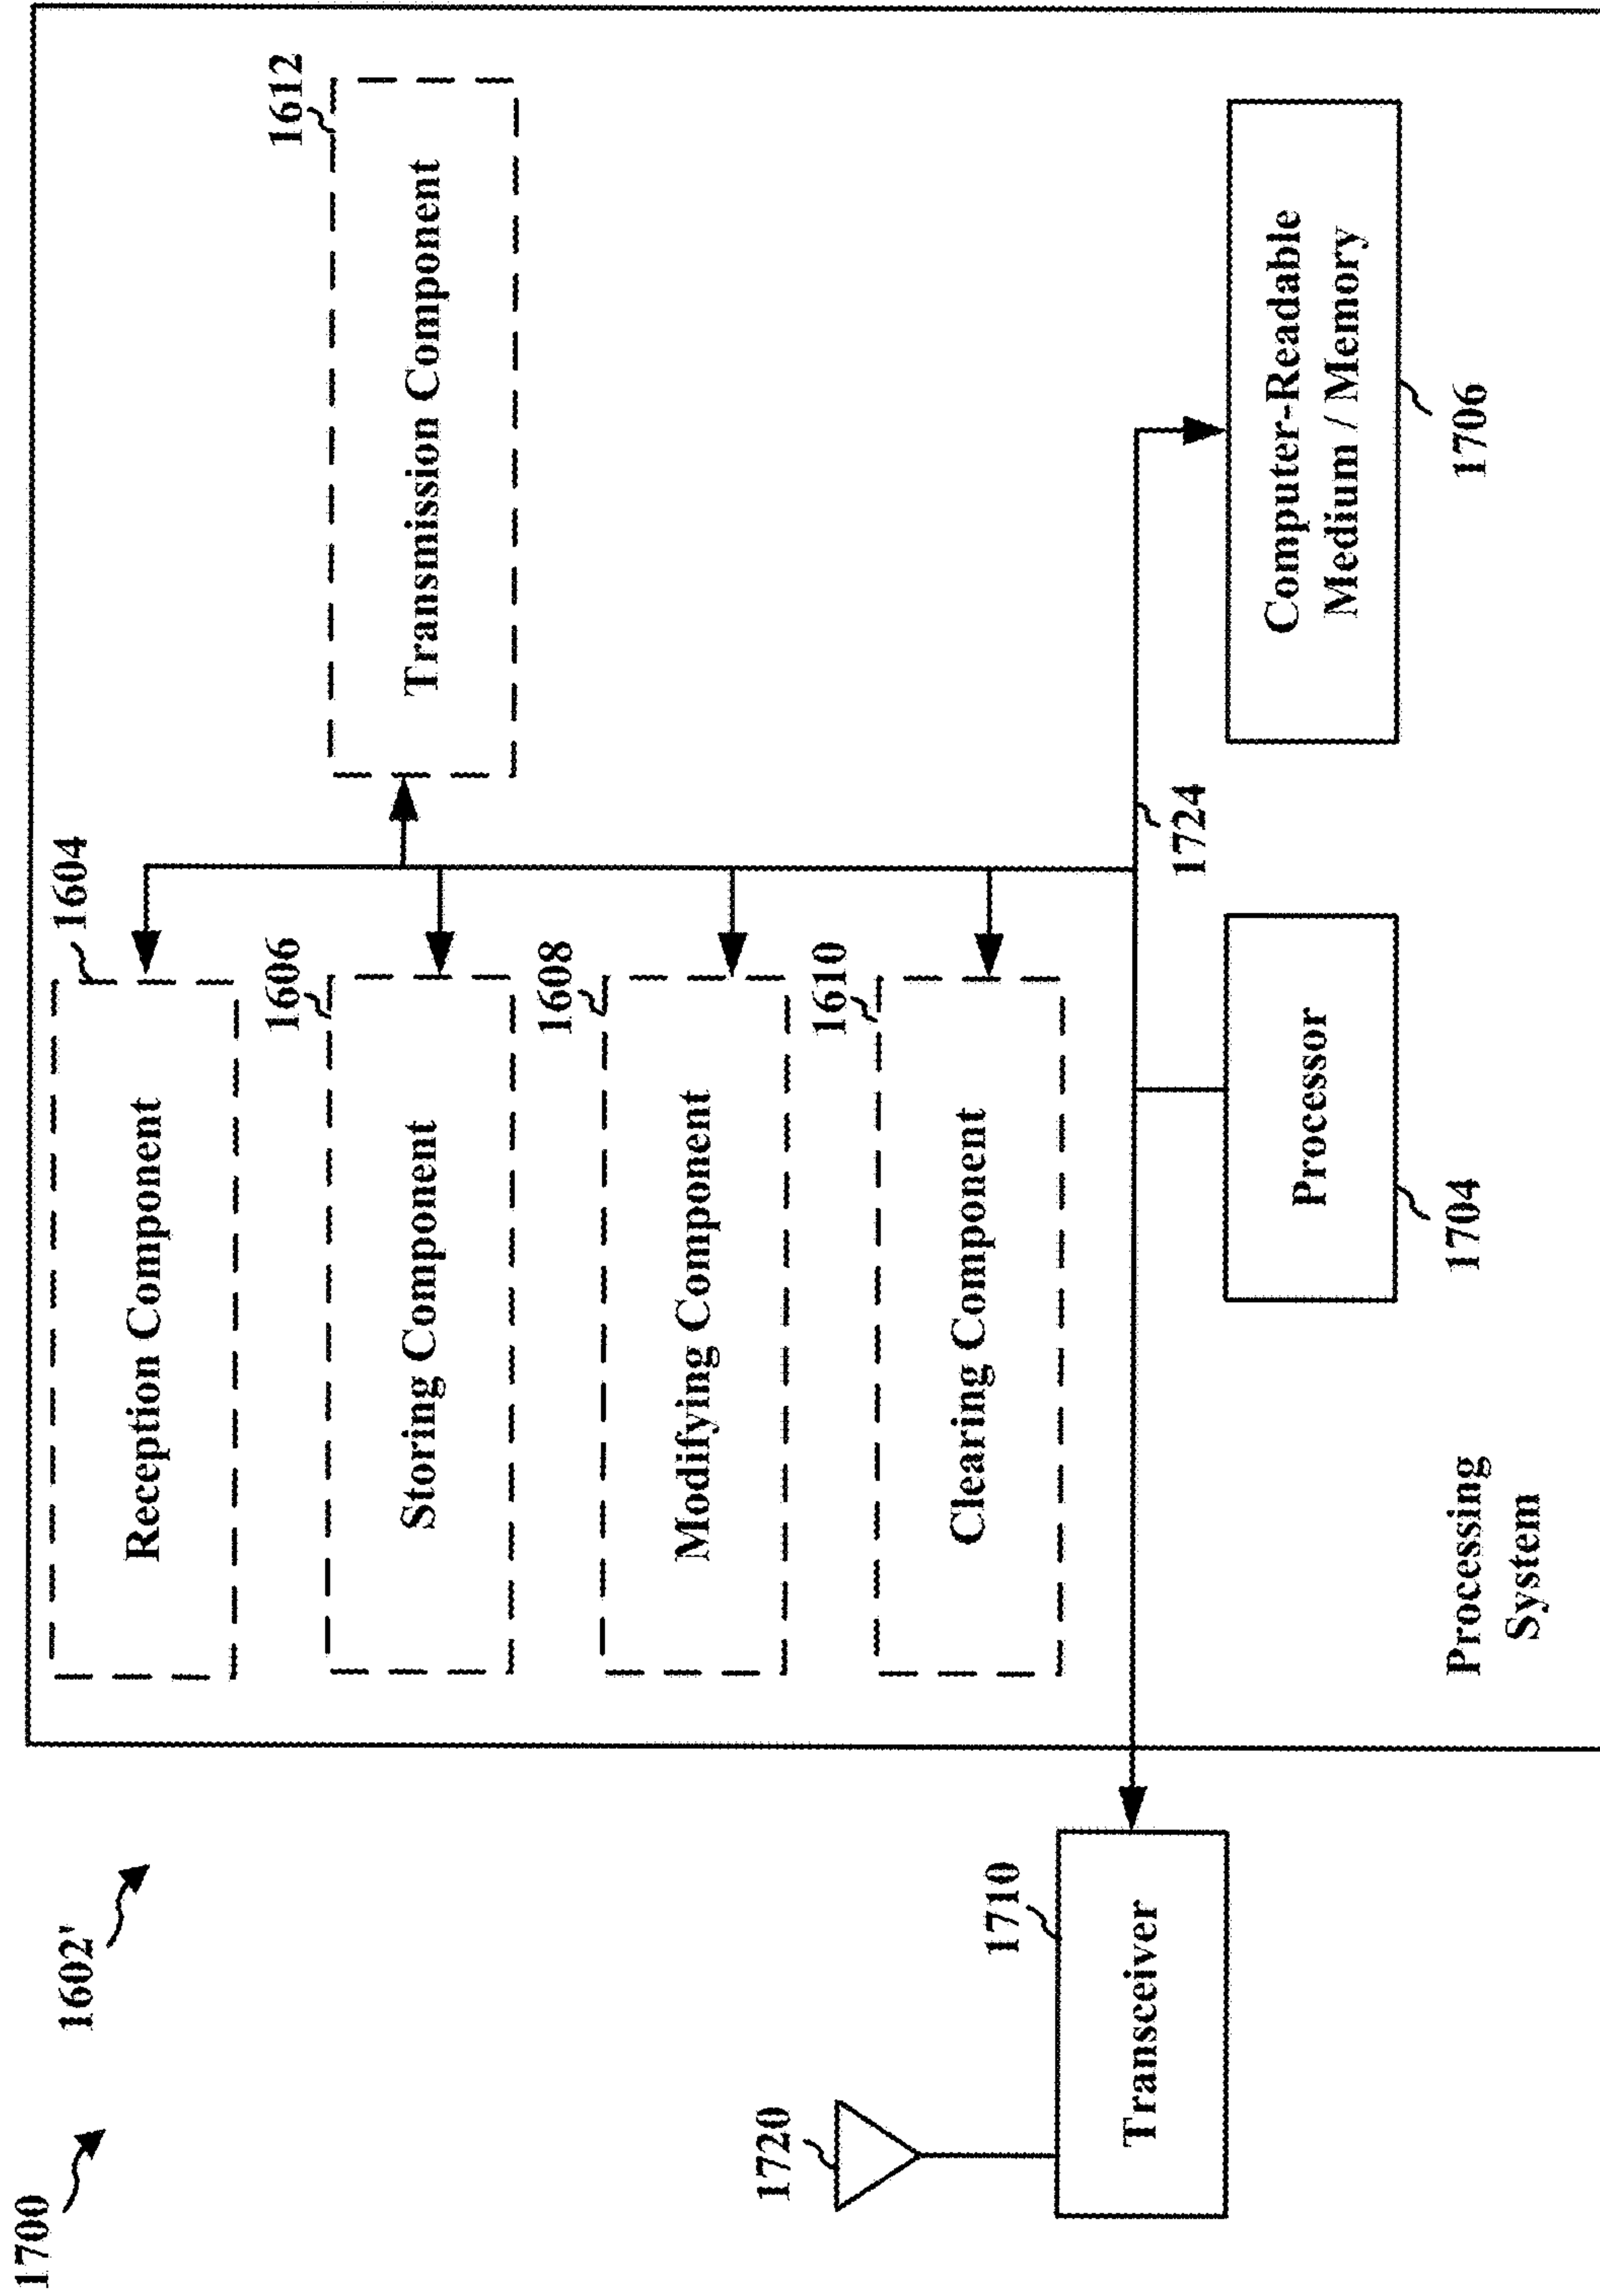 1700
1602'
1604
Reception Component
1612
1606
Storing Component
Transmission Component
1608
Modifying Component
1610
Clearing Component
1720
1710
Transceiver
1724
Processor
1704
Computer-Readable
Medium / Memory
1706
Processing
System